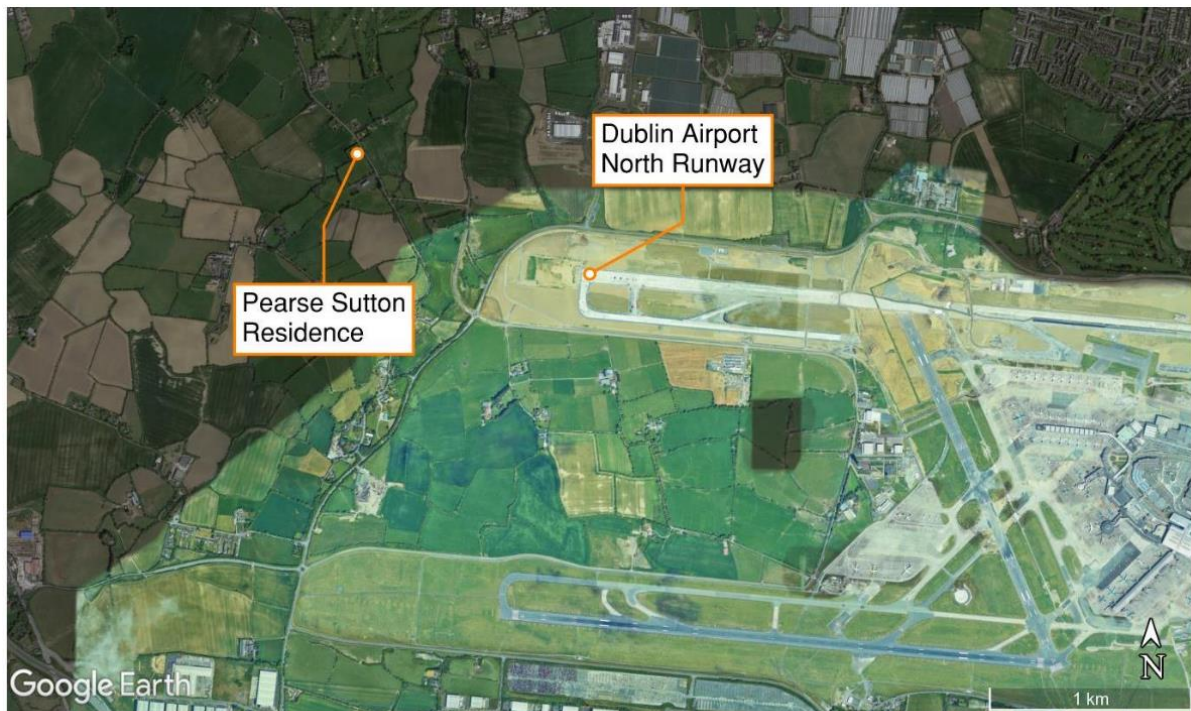 Dublin Airport
North Runway
Pearse Sutton
Residence
N
Google Earth
1 km